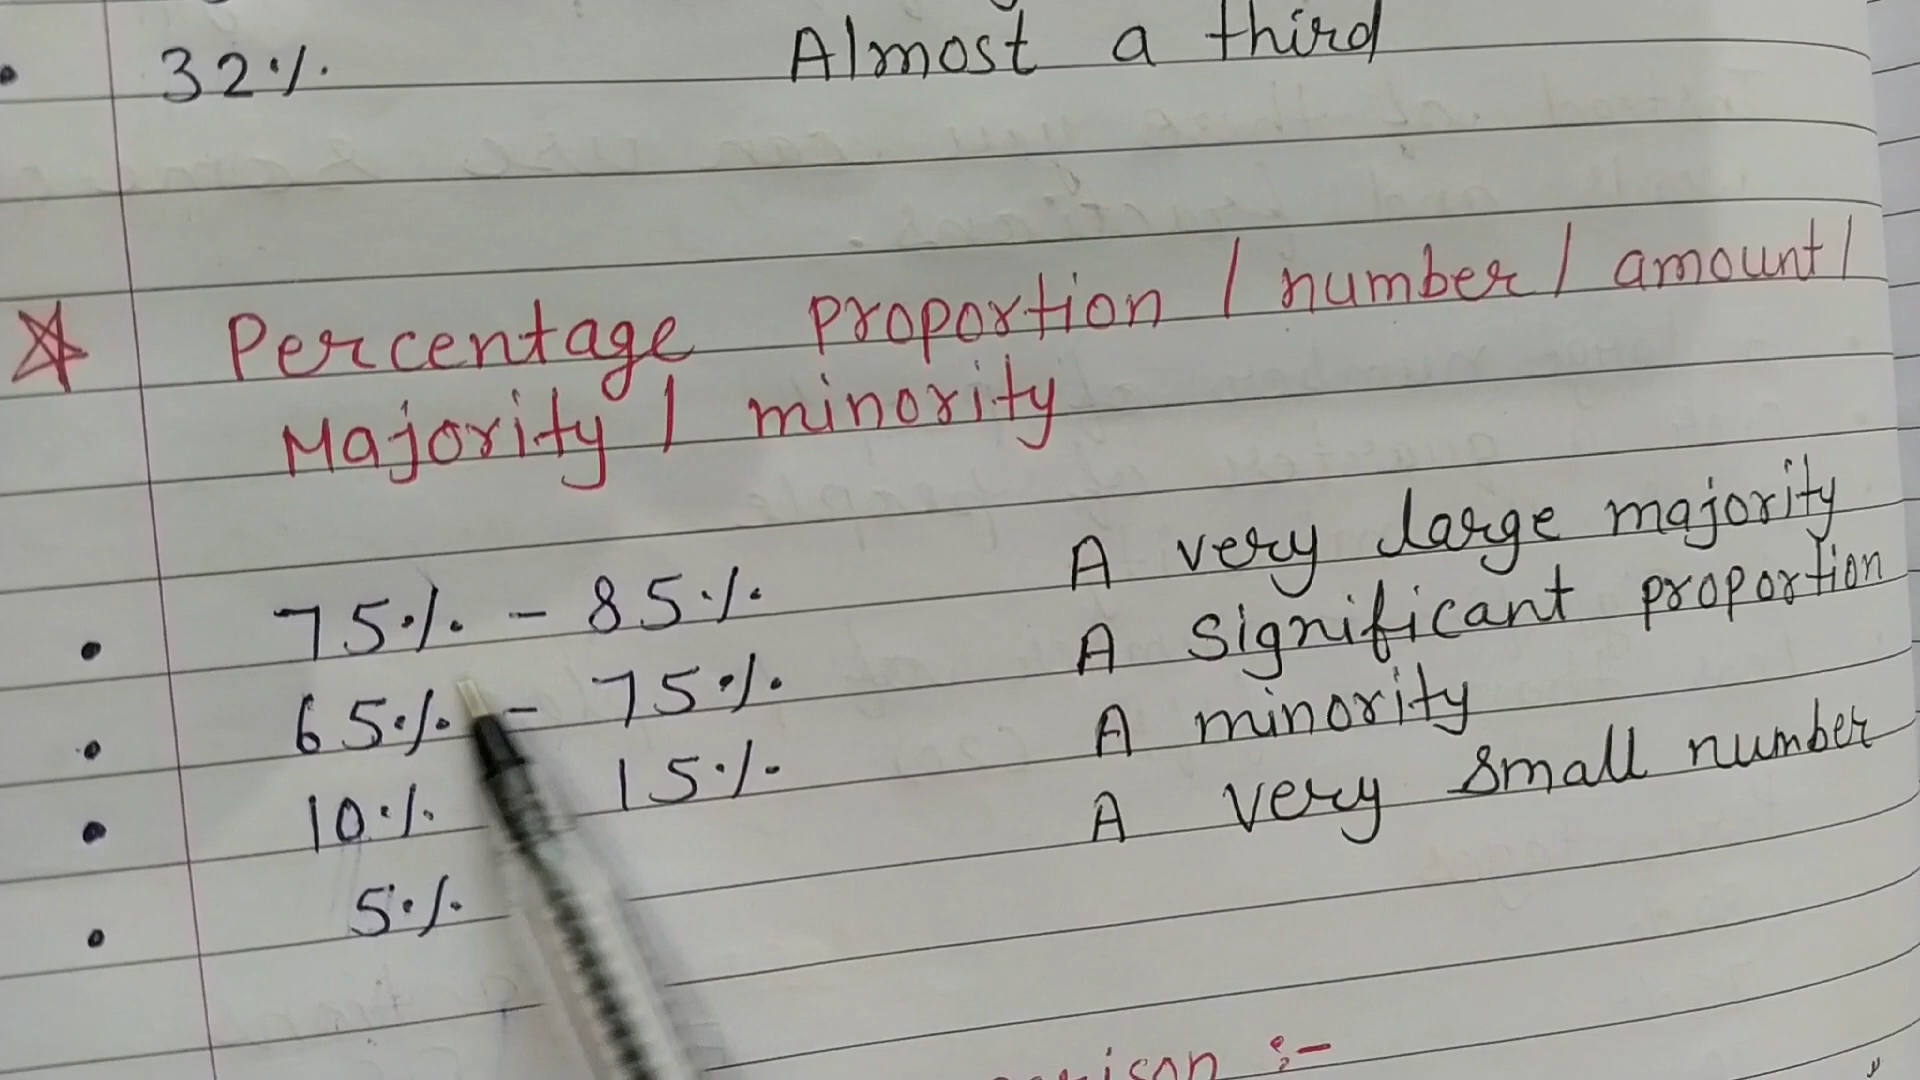 • 32% Almost a third
Percentage proportion / number / amount /
Majority / minority
• 75% - 85% A very large majority
• 65% - 75% A significant proportion
• 10% 15% A minority
• 5% A very small number
:-